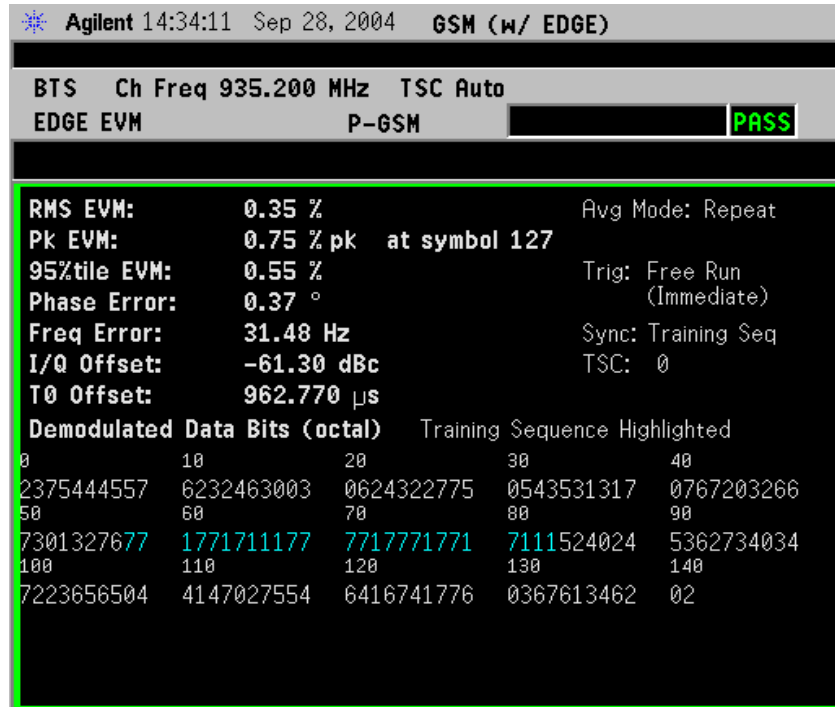 Agilent 14:34:11 Sep 28, 2004 GSM (w/ EDGE)
BTS Ch Freq 935.200 MHz TSC Auto
EDGE EVM P-GSM PASS
RMS EVM: 0.35 % Avg Mode: Repeat
Pk EVM: 0.75 % pk at symbol 127
95%tile EVM: 0.55 % Trig: Free Run
Phase Error: 0.37 ° (Immediate)
Freq Error: 31.48 Hz Sync: Training Seq
I/Q Offset: -61.30 dBc TSC: 0
T0 Offset: 962.770 µs
Demodulated Data Bits (octal) Training Sequence Highlighted
0 10 20 30 40
2375444557 6232463003 0624322775 0543531317 0767203266
50 60 70 80 90
7301327677 1771711177 7717771771 7111524024 5362734034
100 110 120 130 140
7223656504 4147027554 6416741776 0367613462 02